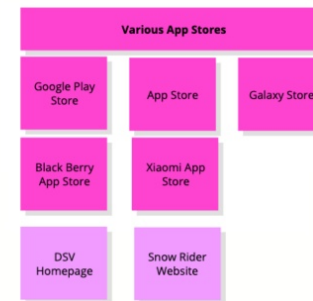 Various App Stores
Google Play
Store
App Store
Galaxy Store
Black Berry
App Store
Xiaomi App
Store
DSV
Homepage
Snow Rider
Website